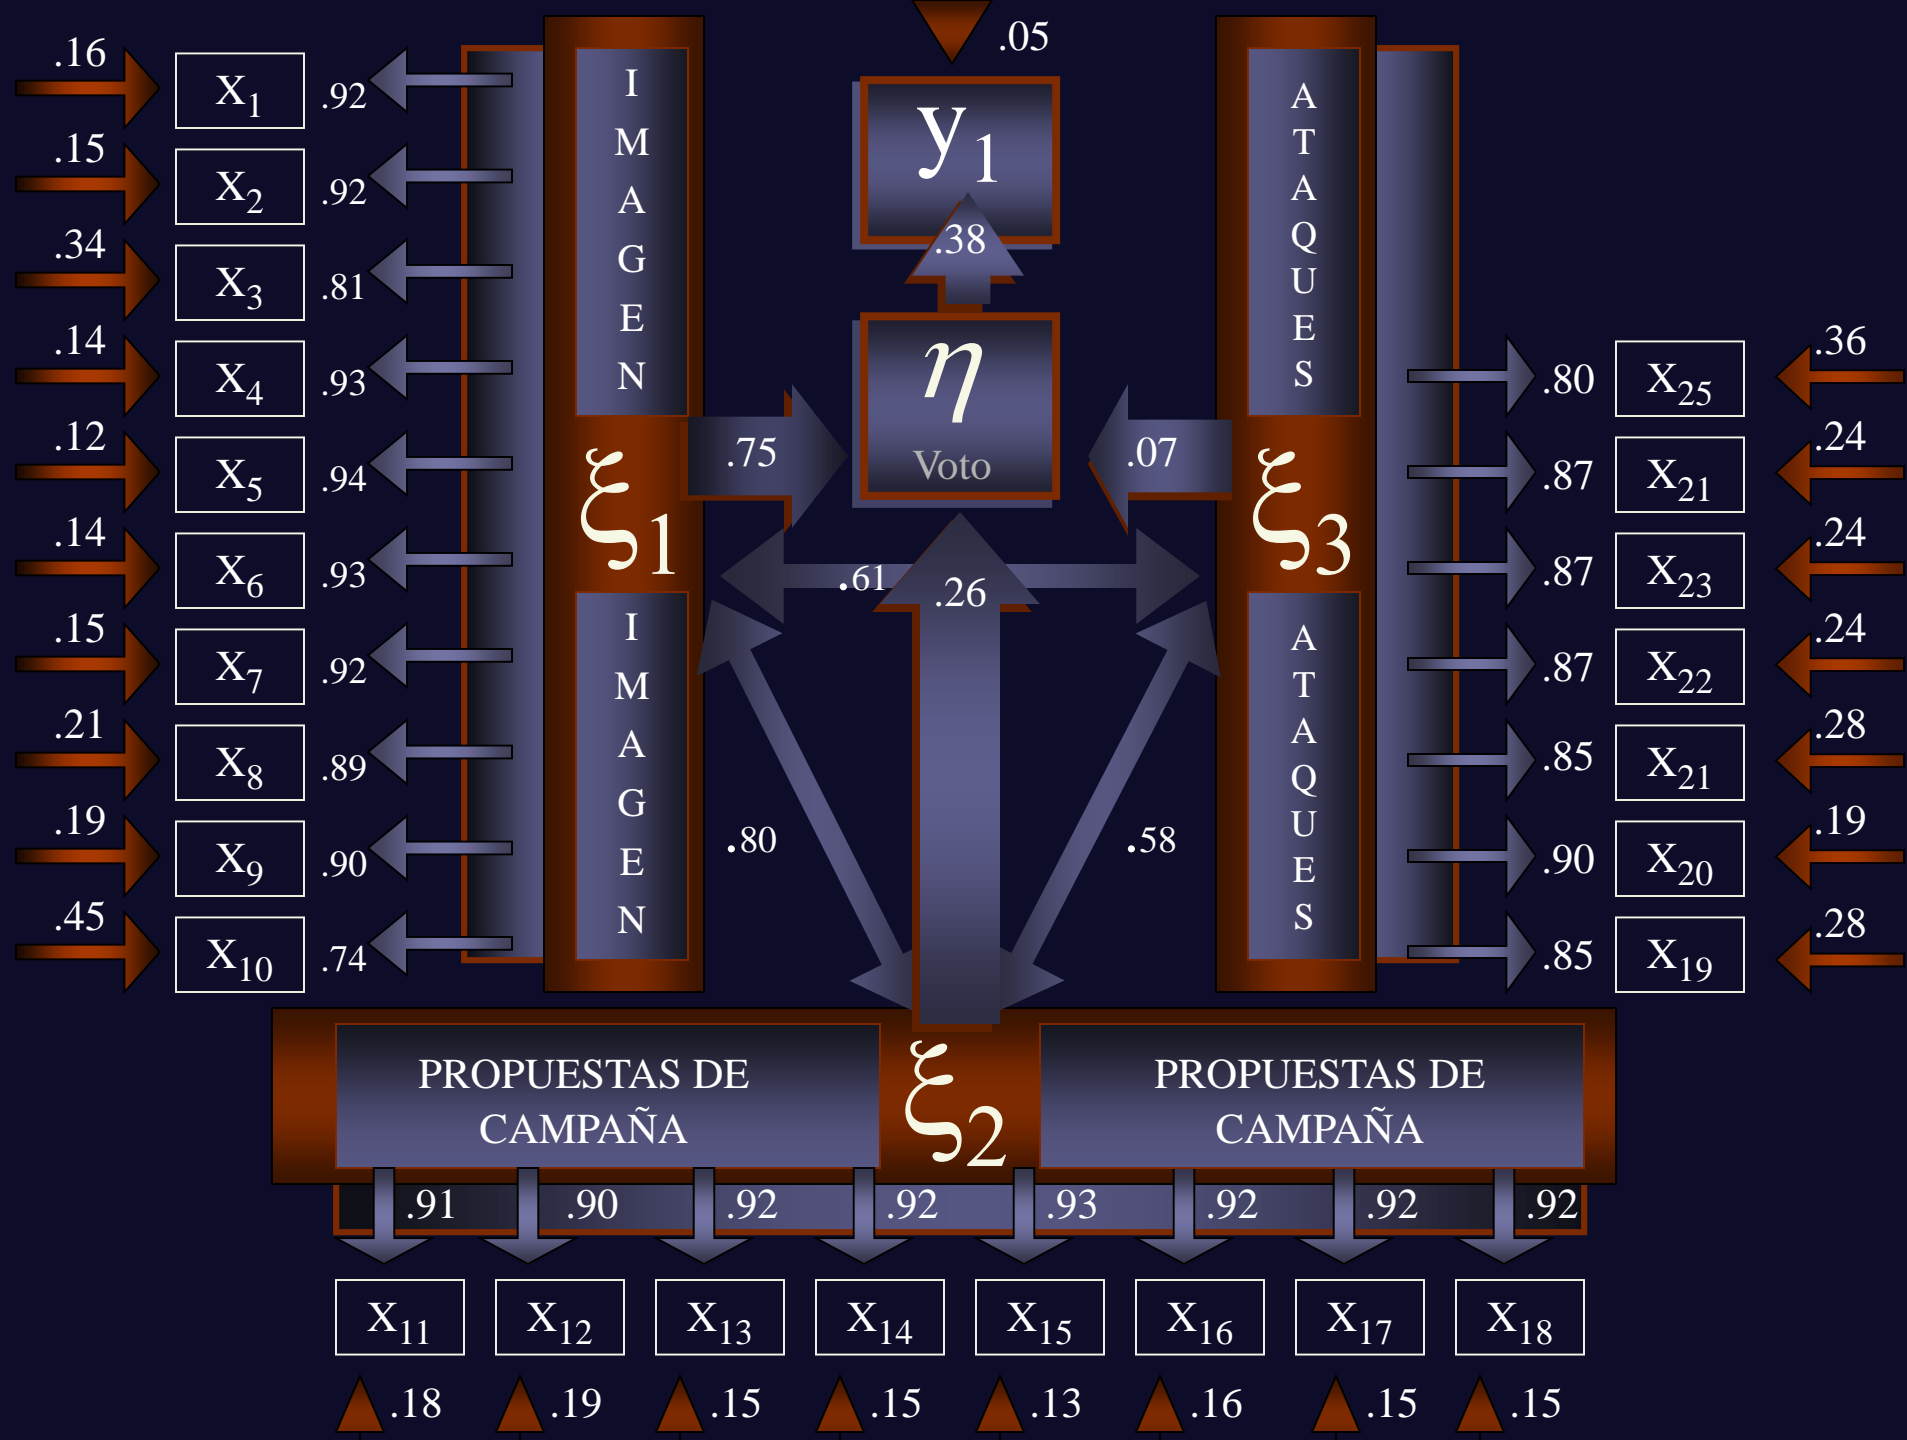 .05
y1
.38
η
Voto
.16
X1
.92
.15
X2
.92
.34
X3
.81
.14
X4
.93
.12
X5
.94
.14
X6
.93
.15
X7
.92
.21
X8
.89
.19
X9
.90
.45
X10
.74
IMAGEN
ξ1
IMAGEN
.75
.07
.61
.26
.80
.58
ATAQUES
ξ3
ATAQUES
.80
X25
.36
.87
X21
.24
.87
X23
.24
.87
X22
.24
.85
X21
.28
.90
X20
.19
.85
X19
.28
PROPUESTAS DE
CAMPAÑA
ξ2
PROPUESTAS DE
CAMPAÑA
.91 .90 .92 .92 .93 .92 .92 .92
X11 X12 X13 X14 X15 X16 X17 X18
.18 .19 .15 .15 .13 .16 .15 .15